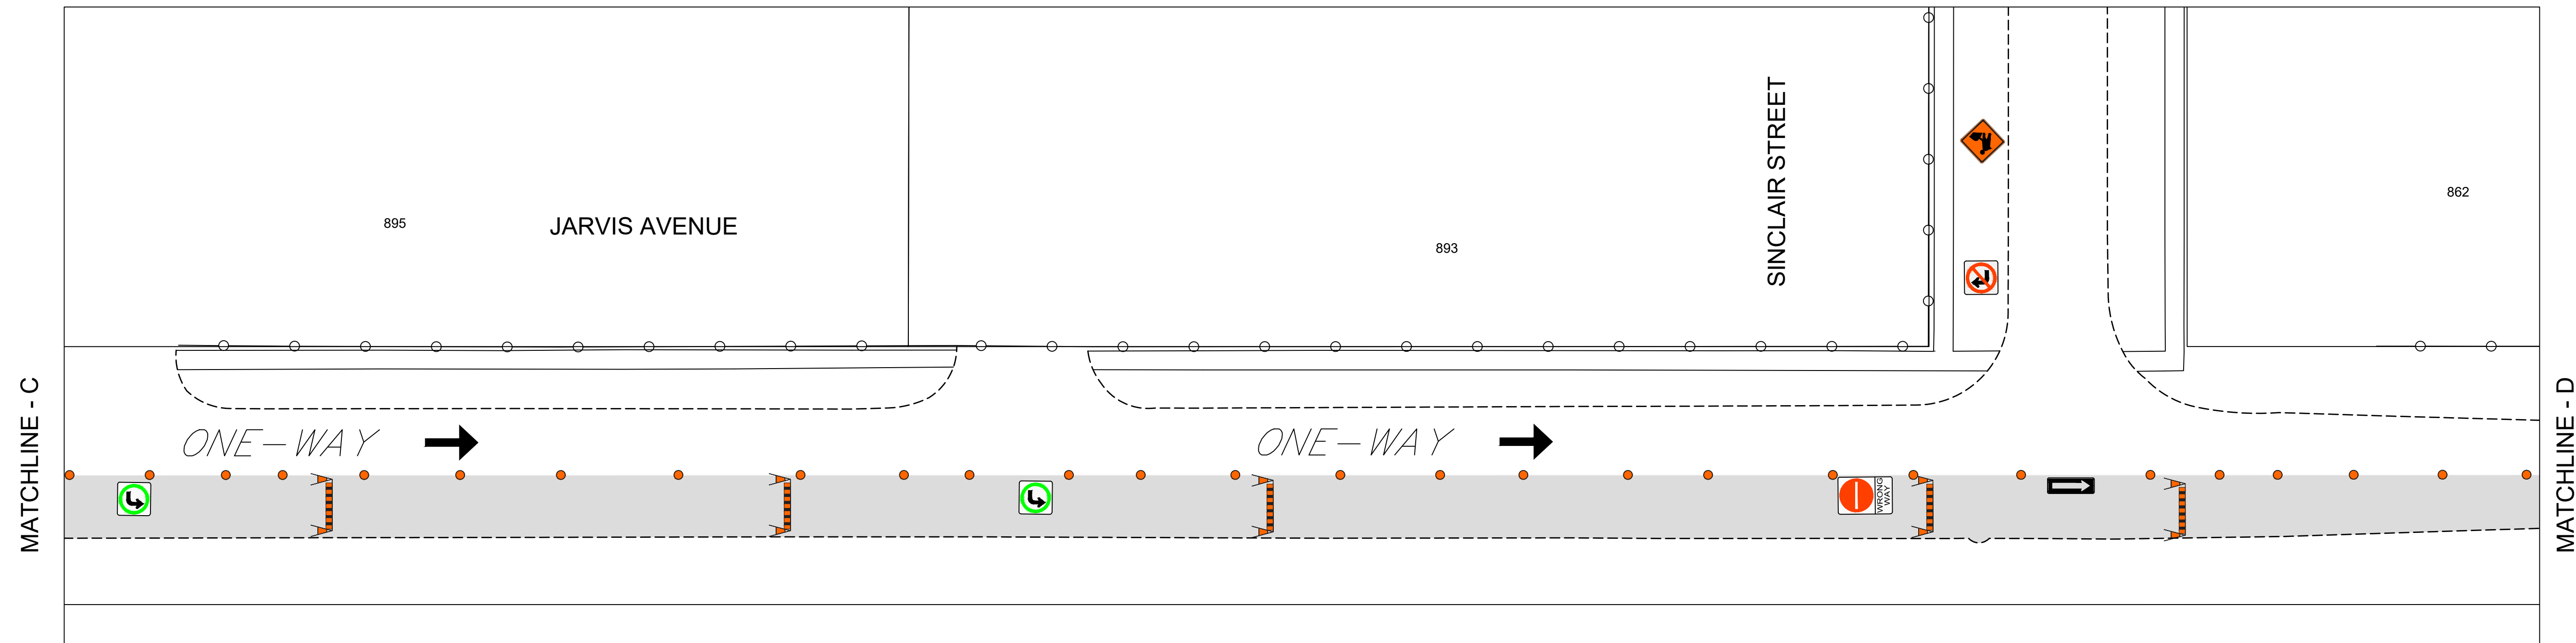 MATCHLINE - C
895
JARVIS AVENUE
893
SINCLAIR STREET
862
ONE-WAY
ONE-WAY
WRONG
WAY
MATCHLINE - D